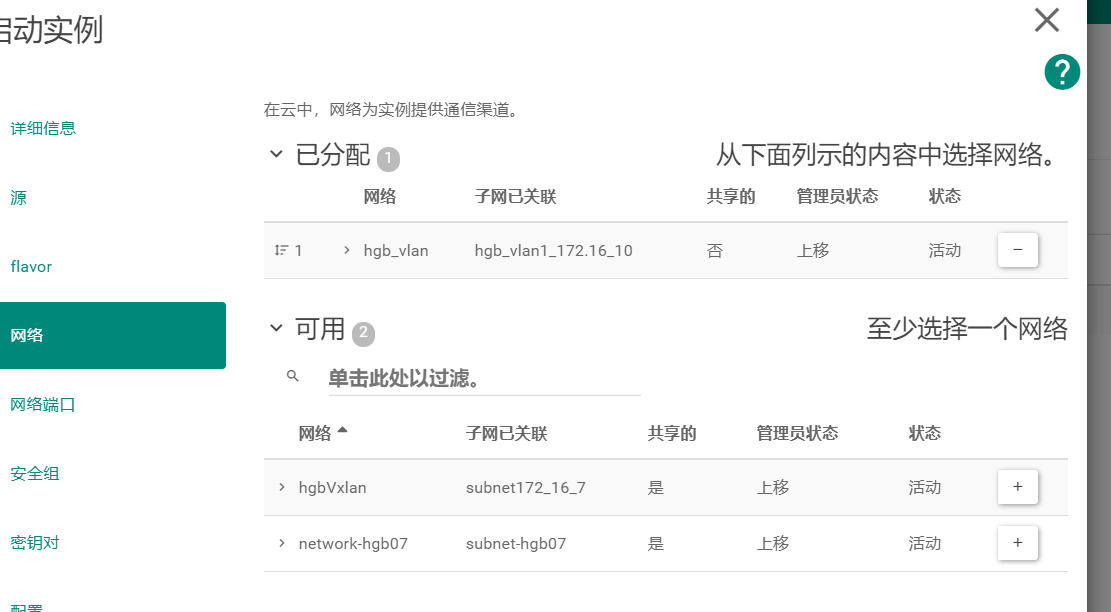 启动实例
在云中，网络为实例提供通信渠道。
详细信息
源
flavor
网络
网络端口
安全组
密钥对
配置
已分配 1 从下面列示的内容中选择网络。
网络 子网已关联 共享的 管理员状态 状态
1 hgb_vlan hgb_vlan1_172.16_10 否 上移 活动 −
可用 2 至少选择一个网络
单击此处以过滤。
网络 子网已关联 共享的 管理员状态 状态
hgbVxlan subnet172_16_7 是 上移 活动 +
network-hgb07 subnet-hgb07 是 上移 活动 +